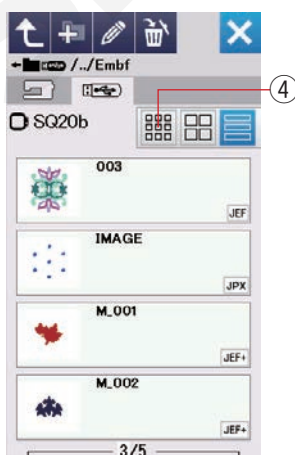 /../Embf
④
SQ20b
003
JEF
IMAGE
JPX
M_001
JEF+
M_002
JEF+
3/5